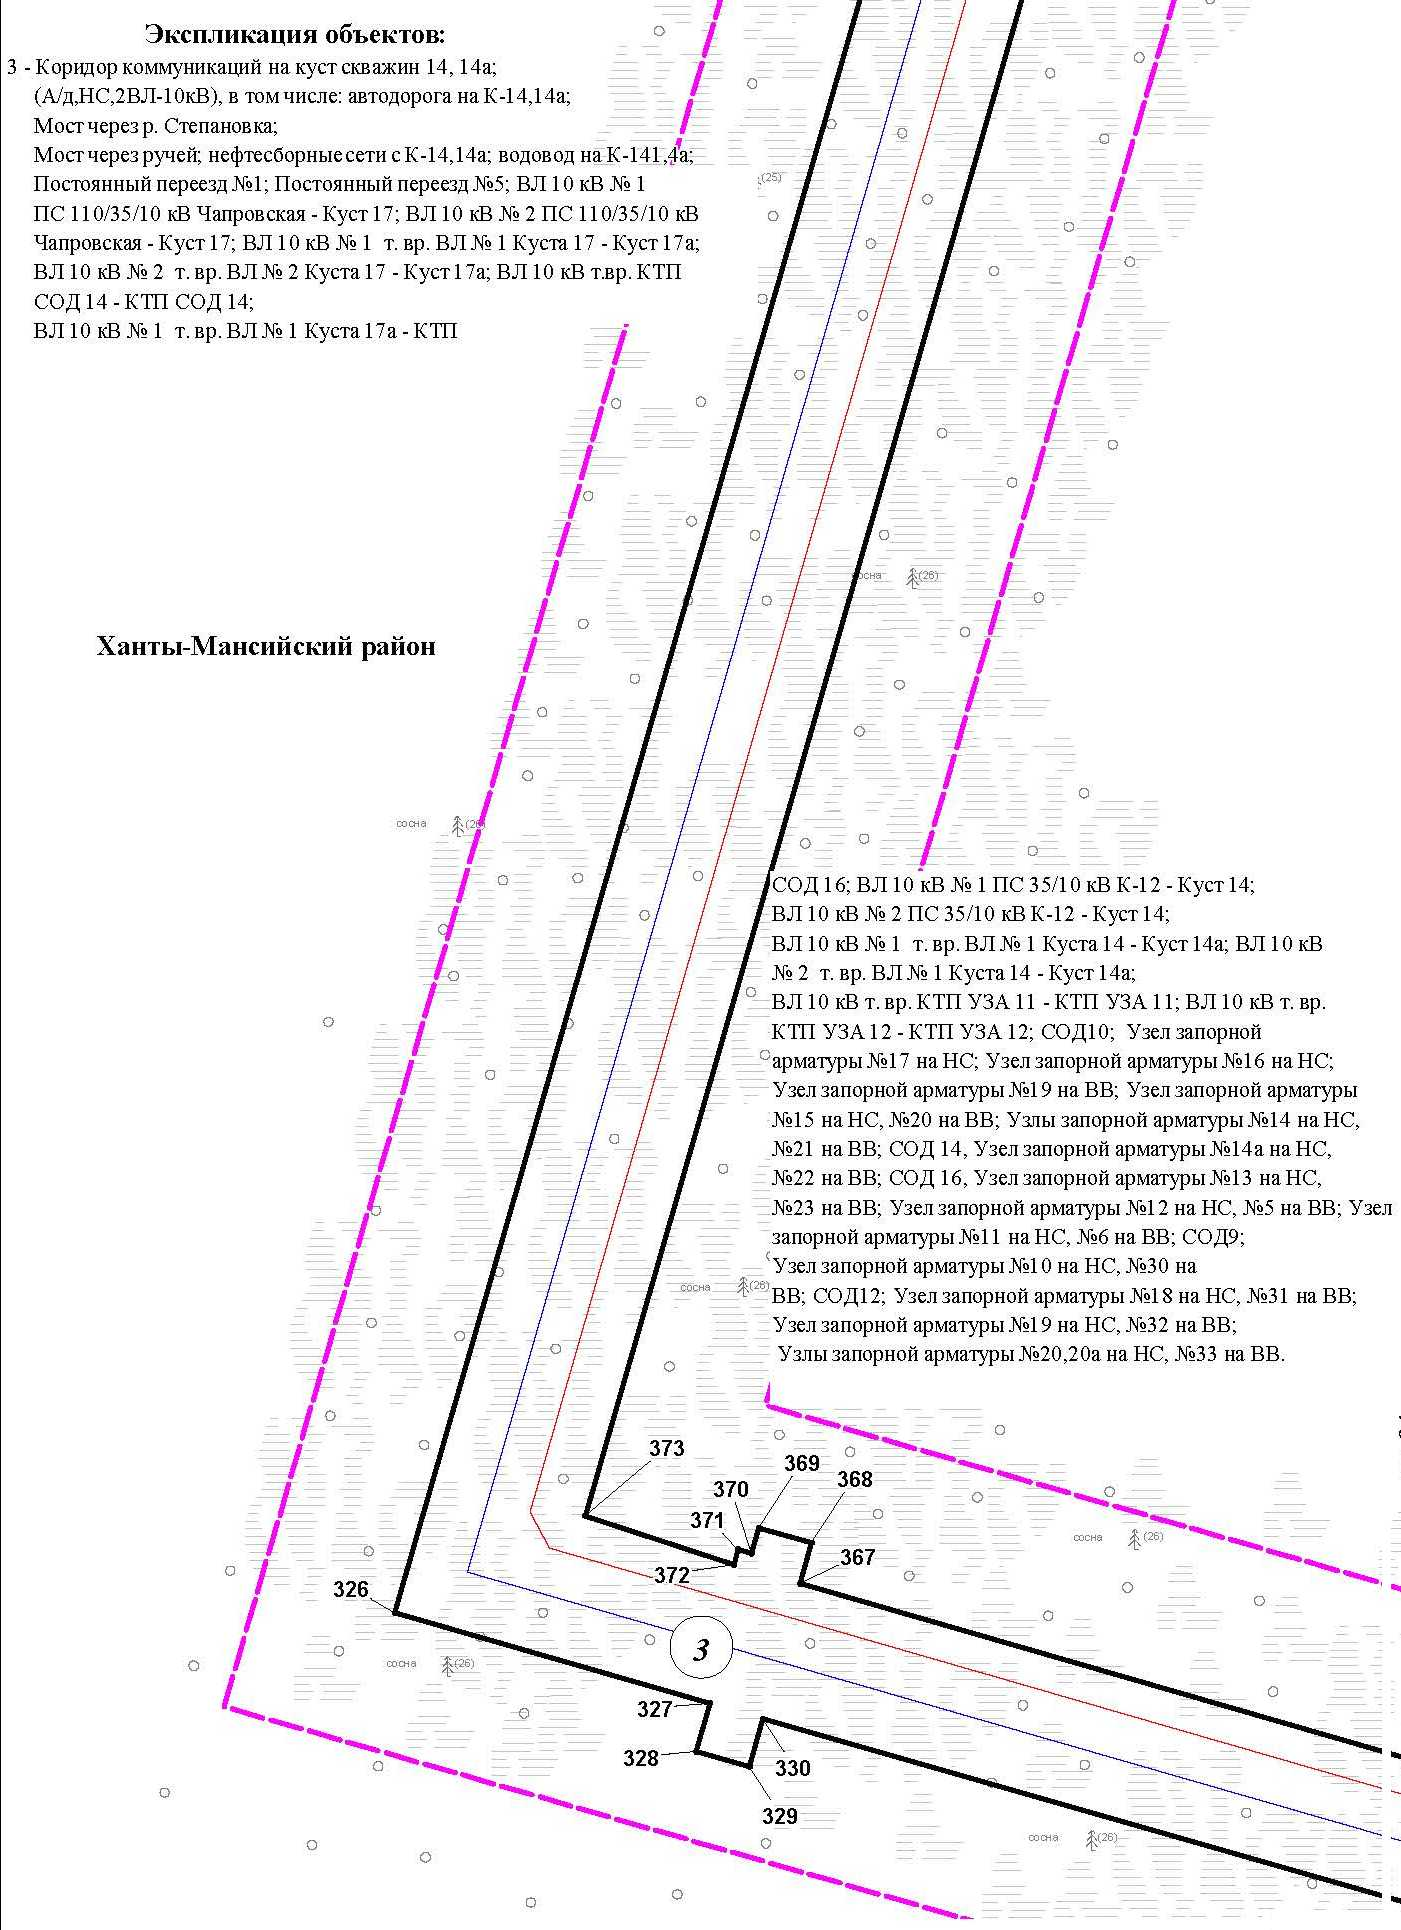 Экспликация объектов:
3 - Коридор коммуникаций на куст скважин 14, 14а;
(А/д,НС,2ВЛ-10кВ), в том числе: автодорога на К-14,14а;
Мост через р. Степановка;
Мост через ручей; нефтесборные сети с К-14,14а; водовод на К-141,4а;
Постоянный переезд №1; Постоянный переезд №5; ВЛ 10 кВ № 1
ПС 110/35/10 кВ Чапровская - Куст 17; ВЛ 10 кВ № 2 ПС 110/35/10 кВ
Чапровская - Куст 17; ВЛ 10 кВ № 1 т. вр. ВЛ № 1 Куста 17 - Куст 17а;
ВЛ 10 кВ № 2 т. вр. ВЛ № 2 Куста 17 - Куст 17а; ВЛ 10 кВ т.вр. КТП
СОД 14 - КТП СОД 14;
ВЛ 10 кВ № 1 т. вр. ВЛ № 1 Куста 17а - КТП
(25)
сосна (26)
Ханты-Мансийский район
сосна (26)
СОД 16; ВЛ 10 кВ № 1 ПС 35/10 кВ К-12 - Куст 14;
ВЛ 10 кВ № 2 ПС 35/10 кВ К-12 - Куст 14;
ВЛ 10 кВ № 1 т. вр. ВЛ № 1 Куста 14 - Куст 14а; ВЛ 10 кВ
№ 2 т. вр. ВЛ № 1 Куста 14 - Куст 14а;
ВЛ 10 кВ т. вр. КТП УЗА 11 - КТП УЗА 11; ВЛ 10 кВ т. вр.
КТП УЗА 12 - КТП УЗА 12; СОД10; Узел запорной
арматуры №17 на НС; Узел запорной арматуры №16 на НС;
Узел запорной арматуры №19 на ВВ; Узел запорной арматуры
№15 на НС, №20 на ВВ; Узлы запорной арматуры №14 на НС,
№21 на ВВ; СОД 14, Узел запорной арматуры №14а на НС,
№22 на ВВ; СОД 16, Узел запорной арматуры №13 на НС,
№23 на ВВ; Узел запорной арматуры №12 на НС, №5 на ВВ; Узел
запорной арматуры №11 на НС, №6 на ВВ; СОД9;
Узел запорной арматуры №10 на НС, №30 на
ВВ; СОД12; Узел запорной арматуры №18 на НС, №31 на ВВ;
Узел запорной арматуры №19 на НС, №32 на ВВ;
Узлы запорной арматуры №20,20а на НС, №33 на ВВ.
сосна (26)
373
369
368
370
371
372
367
сосна (26)
326
3
сосна (26)
327
328
330
329
сосна (26)